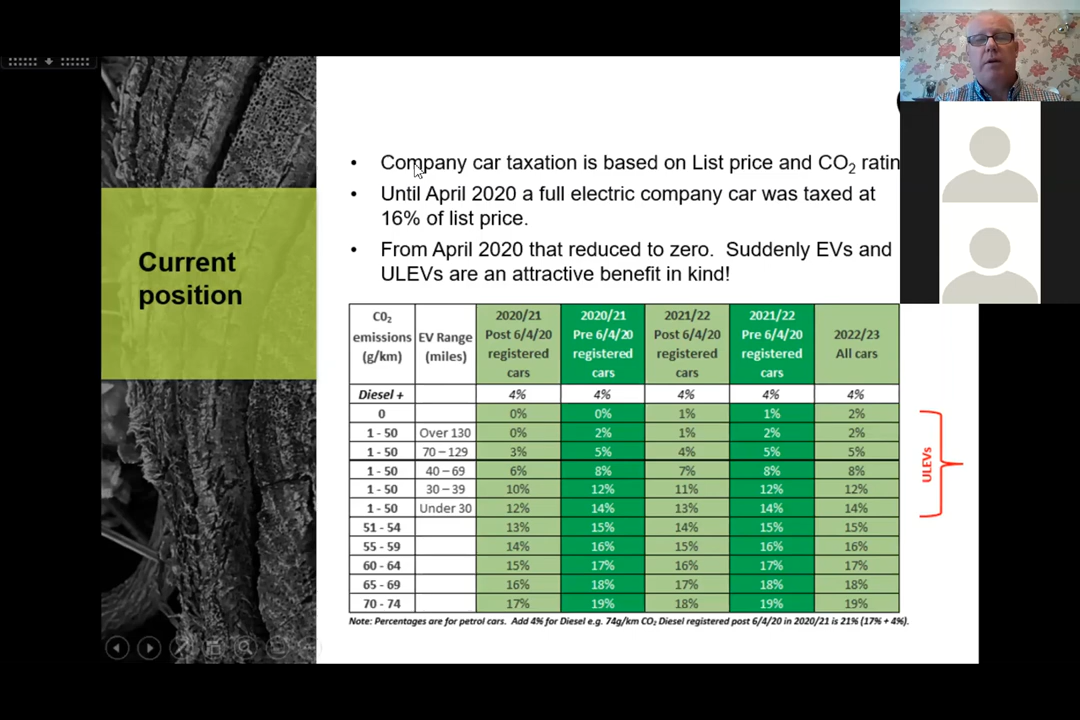 Current
position
• Company car taxation is based on List price and CO₂ ratin
• Until April 2020 a full electric company car was taxed at
16% of list price.
• From April 2020 that reduced to zero. Suddenly EVs and
ULEVs are an attractive benefit in kind!
CO₂ emissions (g/km) EV Range (miles) 2020/21 Post 6/4/20 registered cars 2020/21 Pre 6/4/20 registered cars 2021/22 Post 6/4/20 registered cars 2021/22 Pre 6/4/20 registered cars 2022/23 All cars
Diesel + 4% 4% 4% 4% 4%
0 0% 0% 1% 1% 2%
1 - 50 Over 130 0% 2% 1% 2% 2%
1 - 50 70 – 129 3% 5% 4% 5% 5%
1 - 50 40 – 69 6% 8% 7% 8% 8%
1 - 50 30 – 39 10% 12% 11% 12% 12%
1 - 50 Under 30 12% 14% 13% 14% 14%
51 - 54 13% 15% 14% 15% 15%
55 - 59 14% 16% 15% 16% 16%
60 - 64 15% 17% 16% 17% 17%
65 - 69 16% 18% 17% 18% 18%
70 - 74 17% 19% 18% 19% 19%
ULEVs
Note: Percentages are for petrol cars. Add 4% for Diesel e.g. 74g/km CO₂ Diesel registered post 6/4/20 in 2020/21 is 21% (17% + 4%).